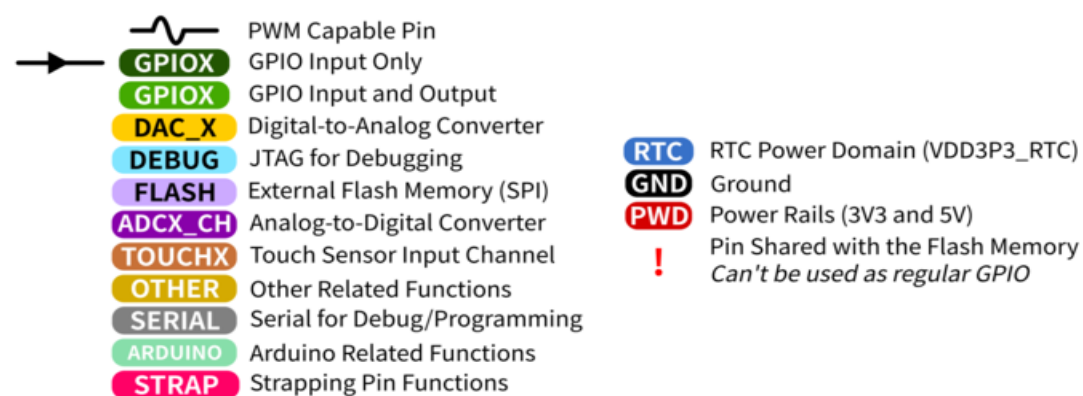 PWM Capable Pin
GPIOX GPIO Input Only
GPIOX GPIO Input and Output
DAC_X Digital-to-Analog Converter
DEBUG JTAG for Debugging
FLASH External Flash Memory (SPI)
ADCX_CH Analog-to-Digital Converter
TOUCHX Touch Sensor Input Channel
OTHER Other Related Functions
SERIAL Serial for Debug/Programming
ARDUINO Arduino Related Functions
STRAP Strapping Pin Functions
RTC RTC Power Domain (VDD3P3_RTC)
GND Ground
PWD Power Rails (3V3 and 5V)
! Pin Shared with the Flash Memory
Can't be used as regular GPIO